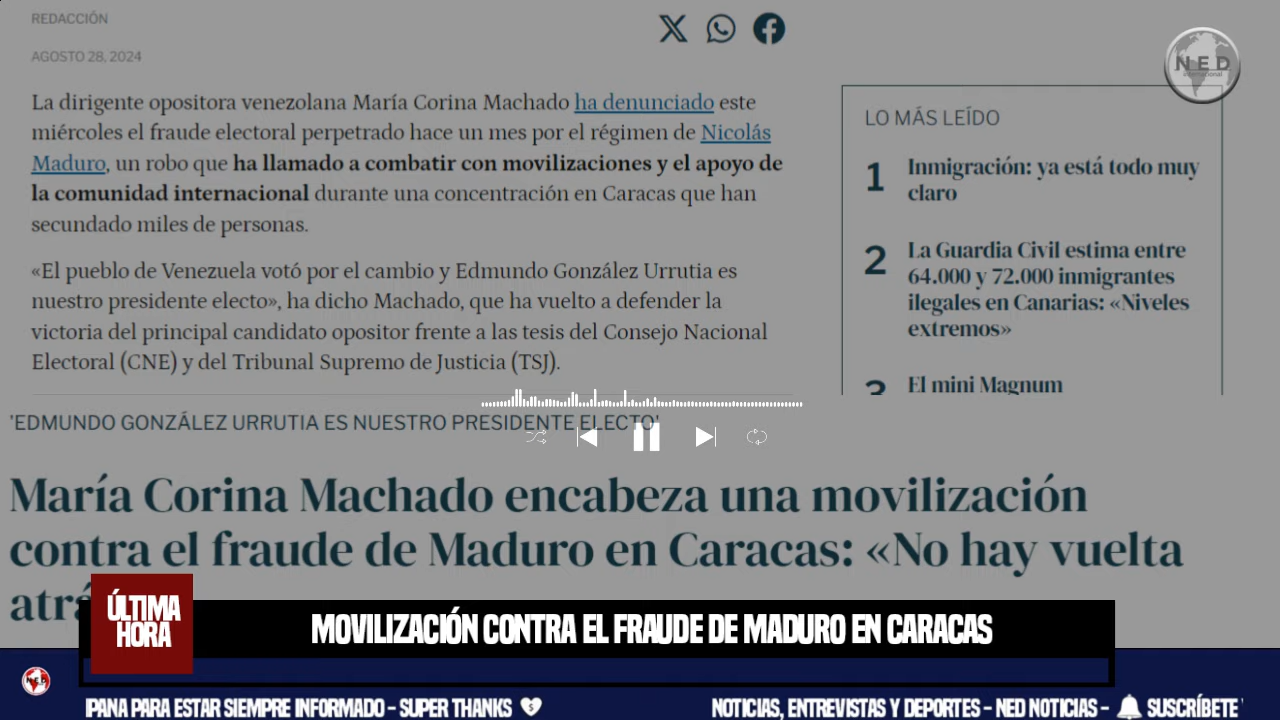 REDACCIÓN
AGOSTO 28, 2024
NED
international
La dirigente opositora venezolana María Corina Machado ha denunciado este
miércoles el fraude electoral perpetrado hace un mes por el régimen de Nicolás
Maduro, un robo que ha llamado a combatir con movilizaciones y el apoyo de
la comunidad internacional durante una concentración en Caracas que han
secundado miles de personas.
«El pueblo de Venezuela votó por el cambio y Edmundo González Urrutia es
nuestro presidente electo», ha dicho Machado, que ha vuelto a defender la
victoria del principal candidato opositor frente a las tesis del Consejo Nacional
Electoral (CNE) y del Tribunal Supremo de Justicia (TSJ).
LO MÁS LEÍDO
1 Inmigración: ya está todo muy
claro
2 La Guardia Civil estima entre
64.000 y 72.000 inmigrantes
ilegales en Canarias: «Niveles
extremos»
3 El mini Magnum
'EDMUNDO GONZÁLEZ URRUTIA ES NUESTRO PRESIDENTE ELECTO'
María Corina Machado encabeza una movilización
contra el fraude de Maduro en Caracas: «No hay vuelta
atrá
ÚLTIMA
HORA
MOVILIZACIÓN CONTRA EL FRAUDE DE MADURO EN CARACAS
NED
IPANA PARA ESTAR SIEMPRE INFORMADO - SUPER THANKS
NOTICIAS, ENTREVISTAS Y DEPORTES - NED NOTICIAS - SUSCRÍBETE